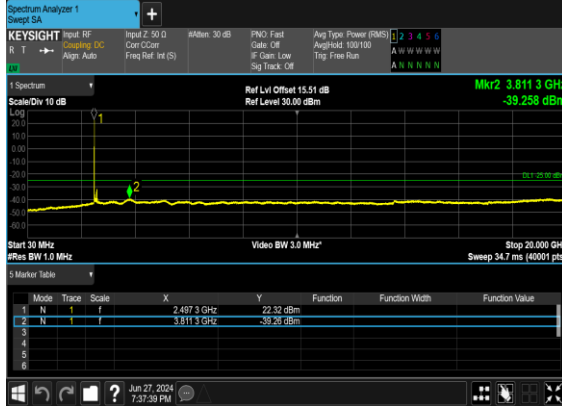 Spectrum Analyzer 1
Swept SA
+
KEYSIGHT
R T
Input: RF
Coupling: DC
Align: Auto
Input Z: 50 Ω
Corr CCorr
Freq Ref: Int (S)
#Atten: 30 dB
PNO: Fast
Gate: Off
IF Gain: Low
Sig Track: Off
Avg Type: Power (RMS)
Avg|Hold: 100/100
Trig: Free Run
1 2 3 4 5 6
A W W W W W
A N N N N N
1 Spectrum
Scale/Div 10 dB
Ref Lvl Offset 15.51 dB
Ref Level 30.00 dBm
Mkr2 3.811 3 GHz
-39.258 dBm
Log
20.0
10.0
0.00
-10.0
-20.0
-30.0
-40.0
-50.0
-60.0
1
2
DL1 -25.00 dBm
Start 30 MHz
#Res BW 1.0 MHz
Video BW 3.0 MHz*
Stop 20.000 GH
Sweep 34.7 ms (40001 pts
5 Marker Table
Mode Trace Scale X Y Function Function Width Function Value
1 N 1 f 2.497 3 GHz 22.32 dBm
2 N 1 f 3.811 3 GHz -39.26 dBm
3
4
5
6
?
Jun 27, 2024
7:37:39 PM